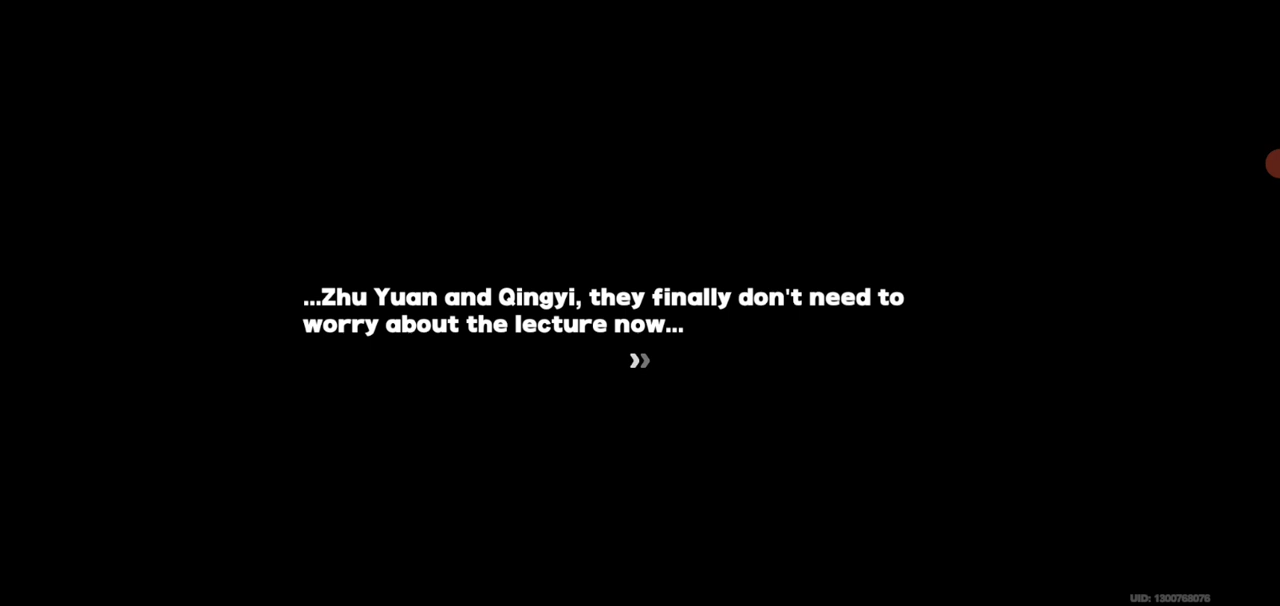 ...Zhu Yuan and Qingyi, they finally don't need to
worry about the lecture now...
UID: 1300768076